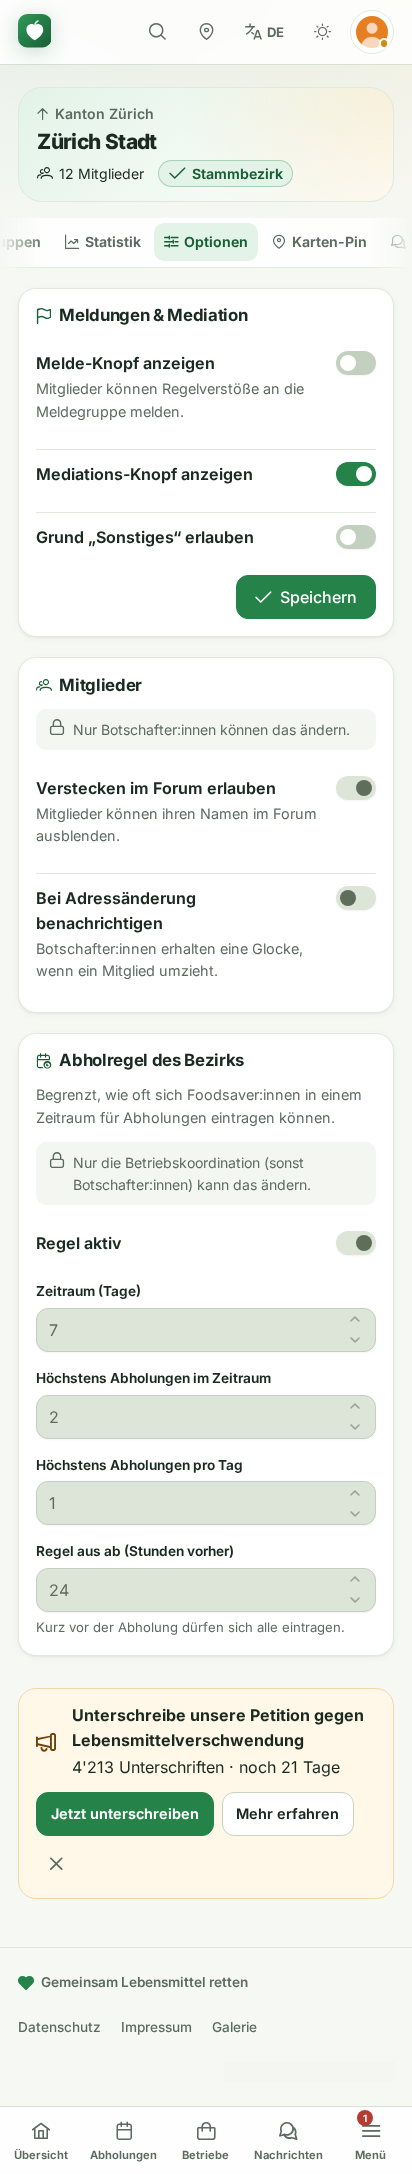 DE
Kanton Zürich
Zürich Stadt
12 Mitglieder
Stammbezirk
uppen
Statistik
Optionen
Karten-Pin
Meldungen & Mediation
Melde-Knopf anzeigen
Mitglieder können Regelverstöße an die
Meldegruppe melden.
Mediations-Knopf anzeigen
Grund „Sonstiges“ erlauben
Speichern
Mitglieder
Nur Botschafter:innen können das ändern.
Verstecken im Forum erlauben
Mitglieder können ihren Namen im Forum
ausblenden.
Bei Adressänderung
benachrichtigen
Botschafter:innen erhalten eine Glocke,
wenn ein Mitglied umzieht.
Abholregel des Bezirks
Begrenzt, wie oft sich Foodsaver:innen in einem
Zeitraum für Abholungen eintragen können.
Nur die Betriebskoordination (sonst
Botschafter:innen) kann das ändern.
Regel aktiv
Zeitraum (Tage)
7
Höchstens Abholungen im Zeitraum
2
Höchstens Abholungen pro Tag
1
Regel aus ab (Stunden vorher)
24
Kurz vor der Abholung dürfen sich alle eintragen.
Unterschreibe unsere Petition gegen
Lebensmittelverschwendung
4'213 Unterschriften · noch 21 Tage
Jetzt unterschreiben
Mehr erfahren
Gemeinsam Lebensmittel retten
Datenschutz
Impressum
Galerie
1
Übersicht
Abholungen
Betriebe
Nachrichten
Menü